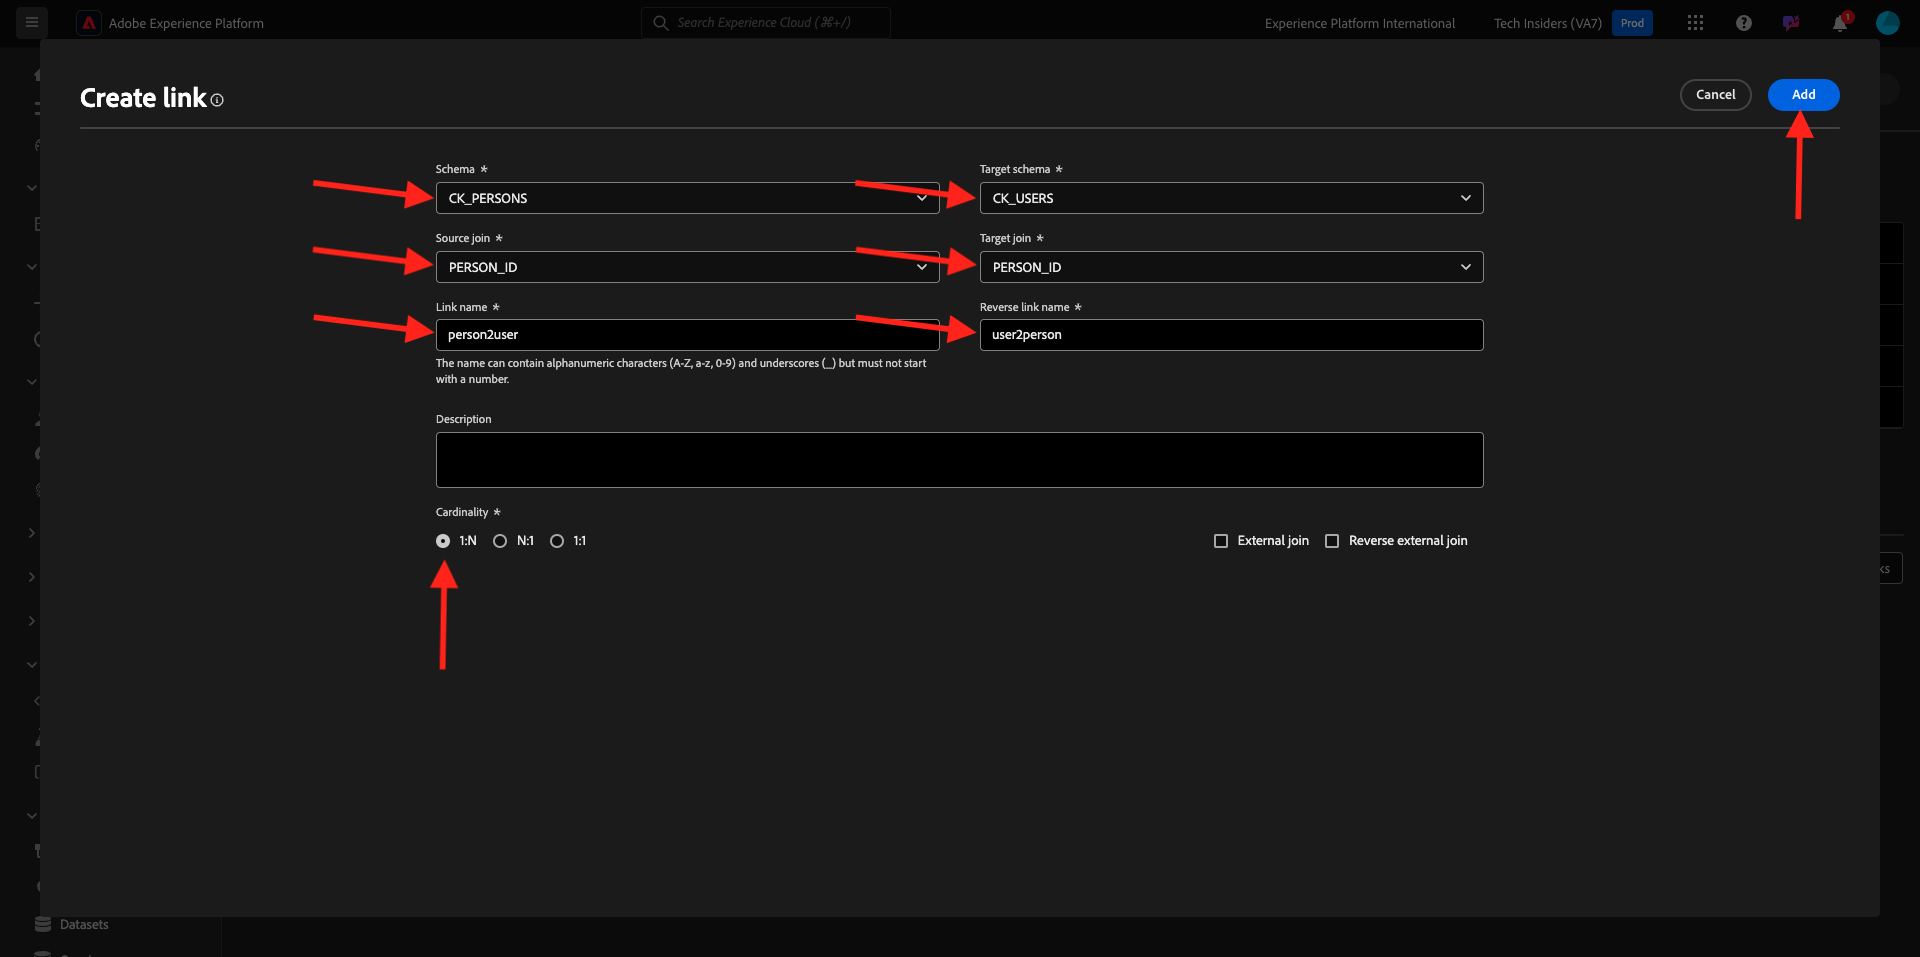 Adobe Experience Platform
Search Experience Cloud (⌘+/)
Experience Platform International
Tech Insiders (VA7)
Prod
1
Create link
Cancel
Add
Schema *
Target schema *
CK_PERSONS
CK_USERS
Source join *
Target join *
PERSON_ID
PERSON_ID
Link name *
Reverse link name *
person2user
user2person
The name can contain alphanumeric characters (A-Z, a-z, 0-9) and underscores (_) but must not start
with a number.
Description
Cardinality *
1:N
N:1
1:1
External join
Reverse external join
ks
Datasets